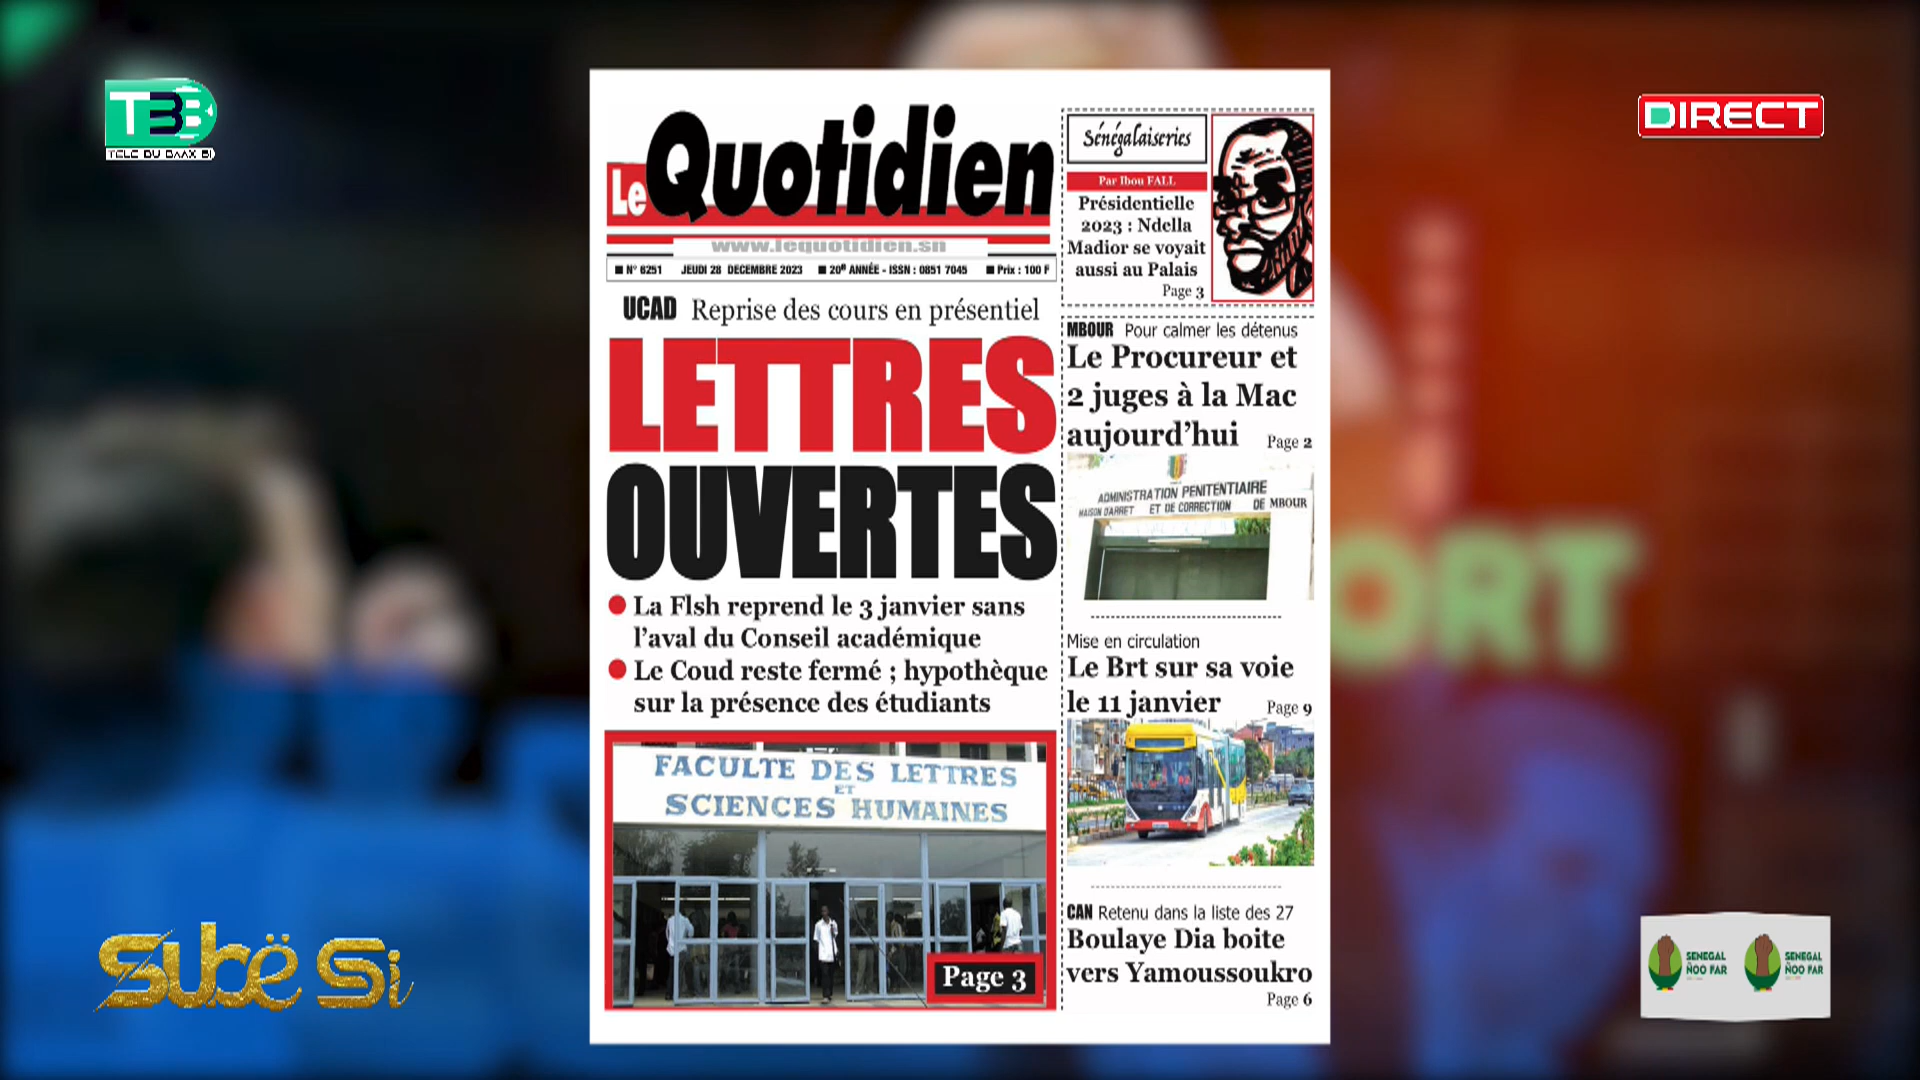 TBB
TELE DU BAAX BI
DIRECT
Le Quotidien
www.lequotidien.sn
N° 6251 JEUDI 28 DECEMBRE 2023 20e ANNÉE - ISSN : 0851 7045 Prix : 100 F
UCAD Reprise des cours en présentiel
LETTRES
OUVERTES
La Flsh reprend le 3 janvier sans
l'aval du Conseil académique
Le Coud reste fermé ; hypothèque
sur la présence des étudiants
FACULTE DES LETTRES
ET
SCIENCES HUMAINES
Page 3
Sénégalaiseries
Par Ibou FALL
Présidentielle
2023 : Ndella
Madior se voyait
aussi au Palais
Page 3
MBOUR Pour calmer les détenus
Le Procureur et
2 juges à la Mac
aujourd'hui Page 2
ADMINISTRATION PENITENTIAIRE
MAISON D'ARRET ET DE CORRECTION DE MBOUR
Mise en circulation
Le Brt sur sa voie
le 11 janvier Page 9
CAN Retenu dans la liste des 27
Boulaye Dia boite
vers Yamoussoukro
Page 6
ORT
Subë Si
SENEGAL
ÑOO FAR
SENEGAL
ÑOO FAR